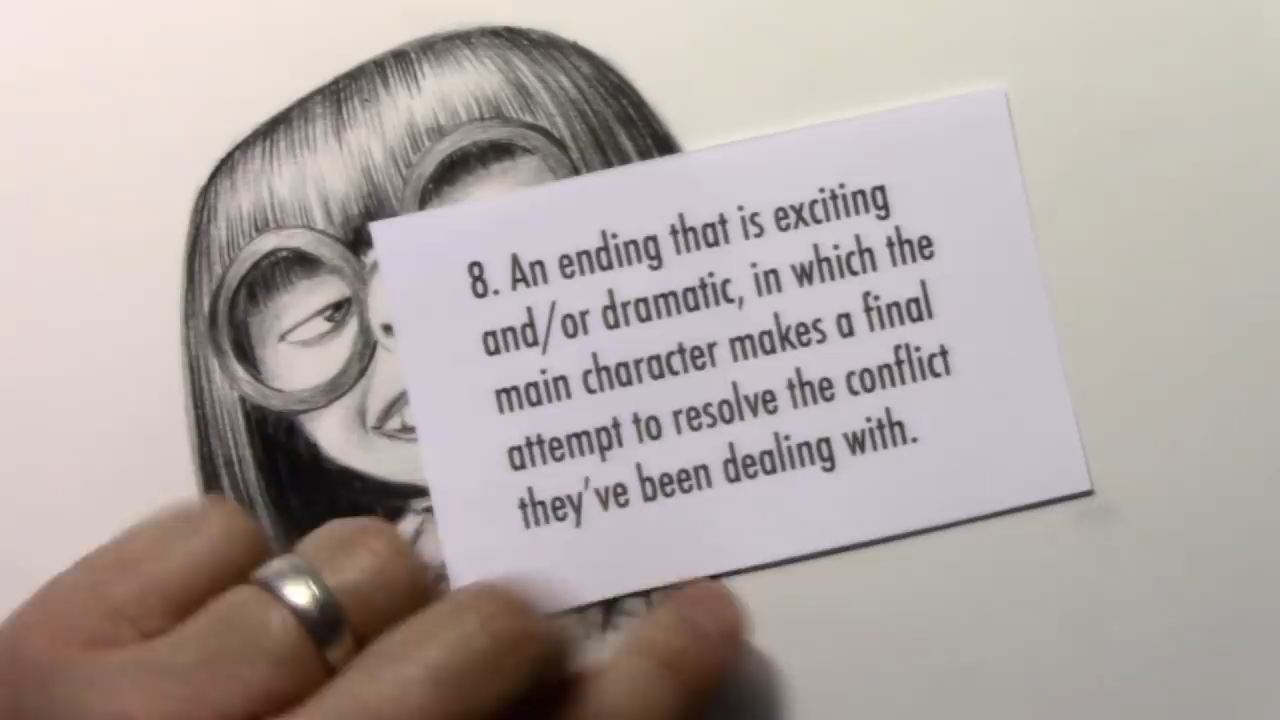 8. An ending that is exciting
and/or dramatic, in which the
main character makes a final
attempt to resolve the conflict
they've been dealing with.